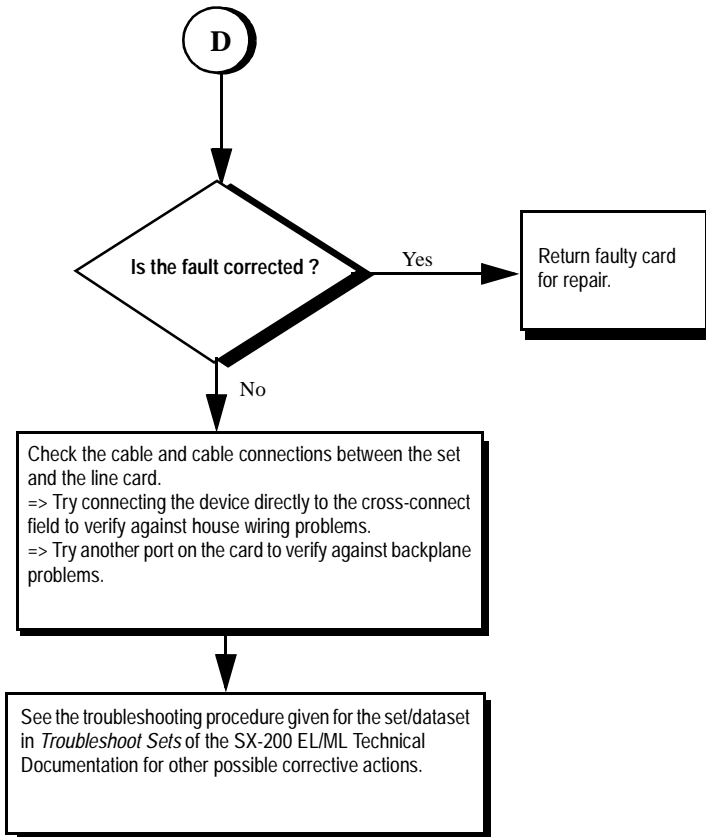 D
Is the fault corrected ?
Yes
Return faulty card
for repair.
No
Check the cable and cable connections between the set
and the line card.
=> Try connecting the device directly to the cross-connect
field to verify against house wiring problems.
=> Try another port on the card to verify against backplane
problems.
See the troubleshooting procedure given for the set/dataset
in Troubleshoot Sets of the SX-200 EL/ML Technical
Documentation for other possible corrective actions.